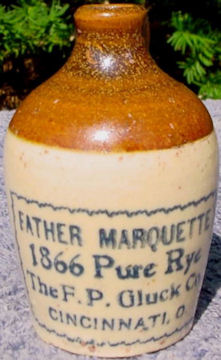 FATHER MARQUETTE
1866 Pure Rye
The F. P. Gluck Co
CINCINNATI, O.